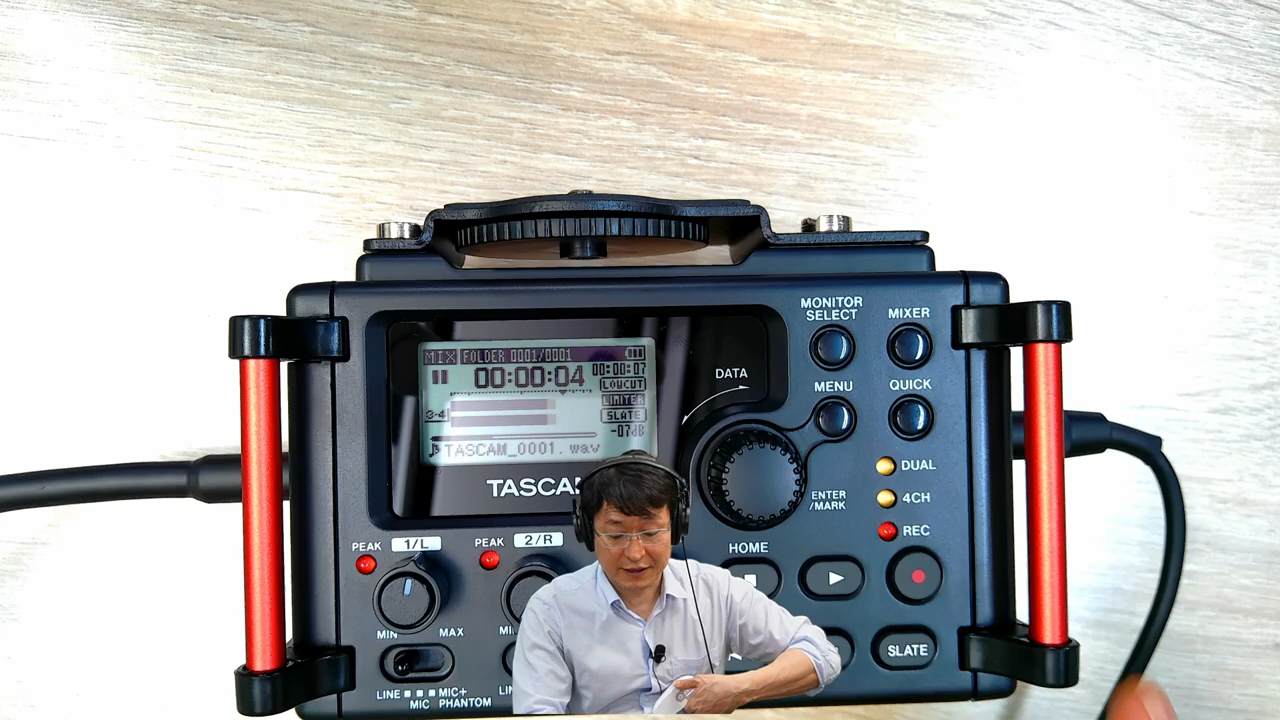 MONITOR
SELECT
MIXER
MIX FOLDER 0001/0001
00:00:04
00:00:07
LOWCUT
LIMITER
SLATE
3-4
-07dB
TASCAM_0001.wav
DATA
MENU
QUICK
DUAL
4CH
REC
ENTER
/MARK
HOME
PEAK
1/L
PEAK
2/R
MIN
MAX
LINE
MIC+
MIC PHANTOM
SLATE